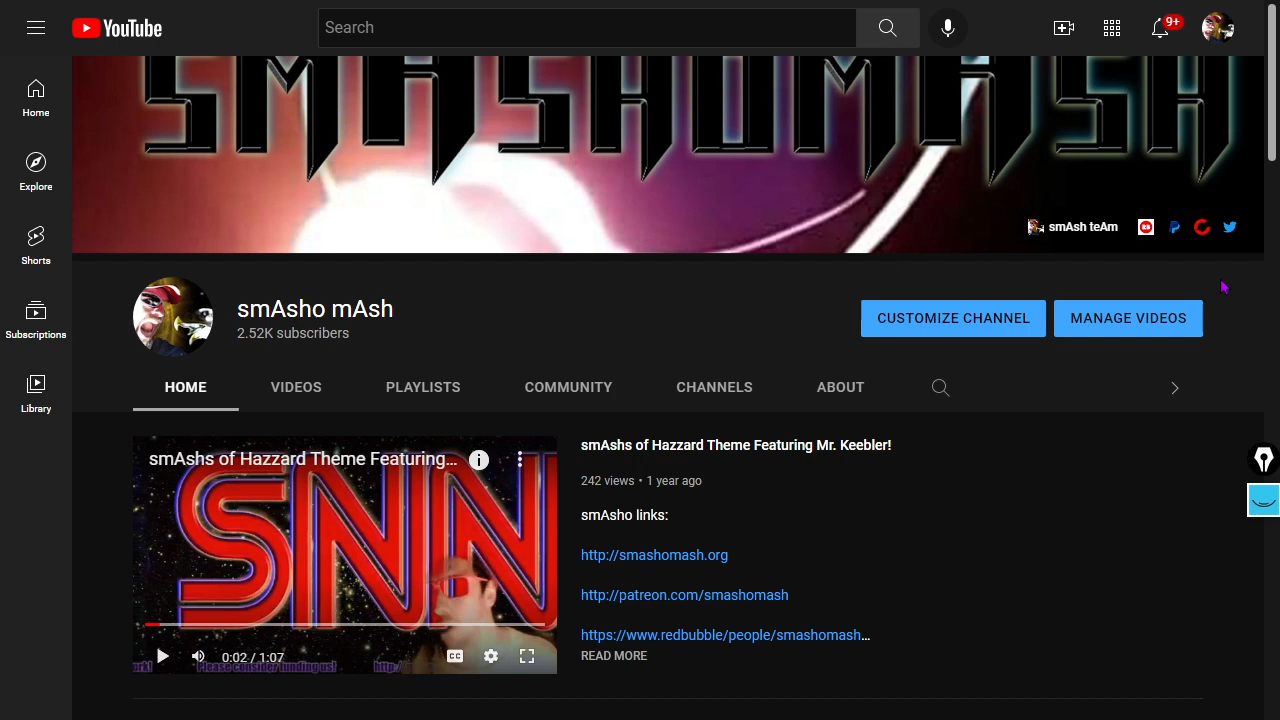 YouTube
Search
9+
Home
Explore
Shorts
Subscriptions
Library
SMASHOMASH
smAsh teAm
smAsho mAsh
2.52K subscribers
CUSTOMIZE CHANNEL
MANAGE VIDEOS
HOME
VIDEOS
PLAYLISTS
COMMUNITY
CHANNELS
ABOUT
smAshs of Hazzard Theme Featuring...
SNN
Please consider funding us!
0:02 / 1:07
CC
smAshs of Hazzard Theme Featuring Mr. Keebler!
242 views • 1 year ago
smAsho links:
http://smashomash.org
http://patreon.com/smashomash
https://www.redbubble/people/smashomash...
READ MORE